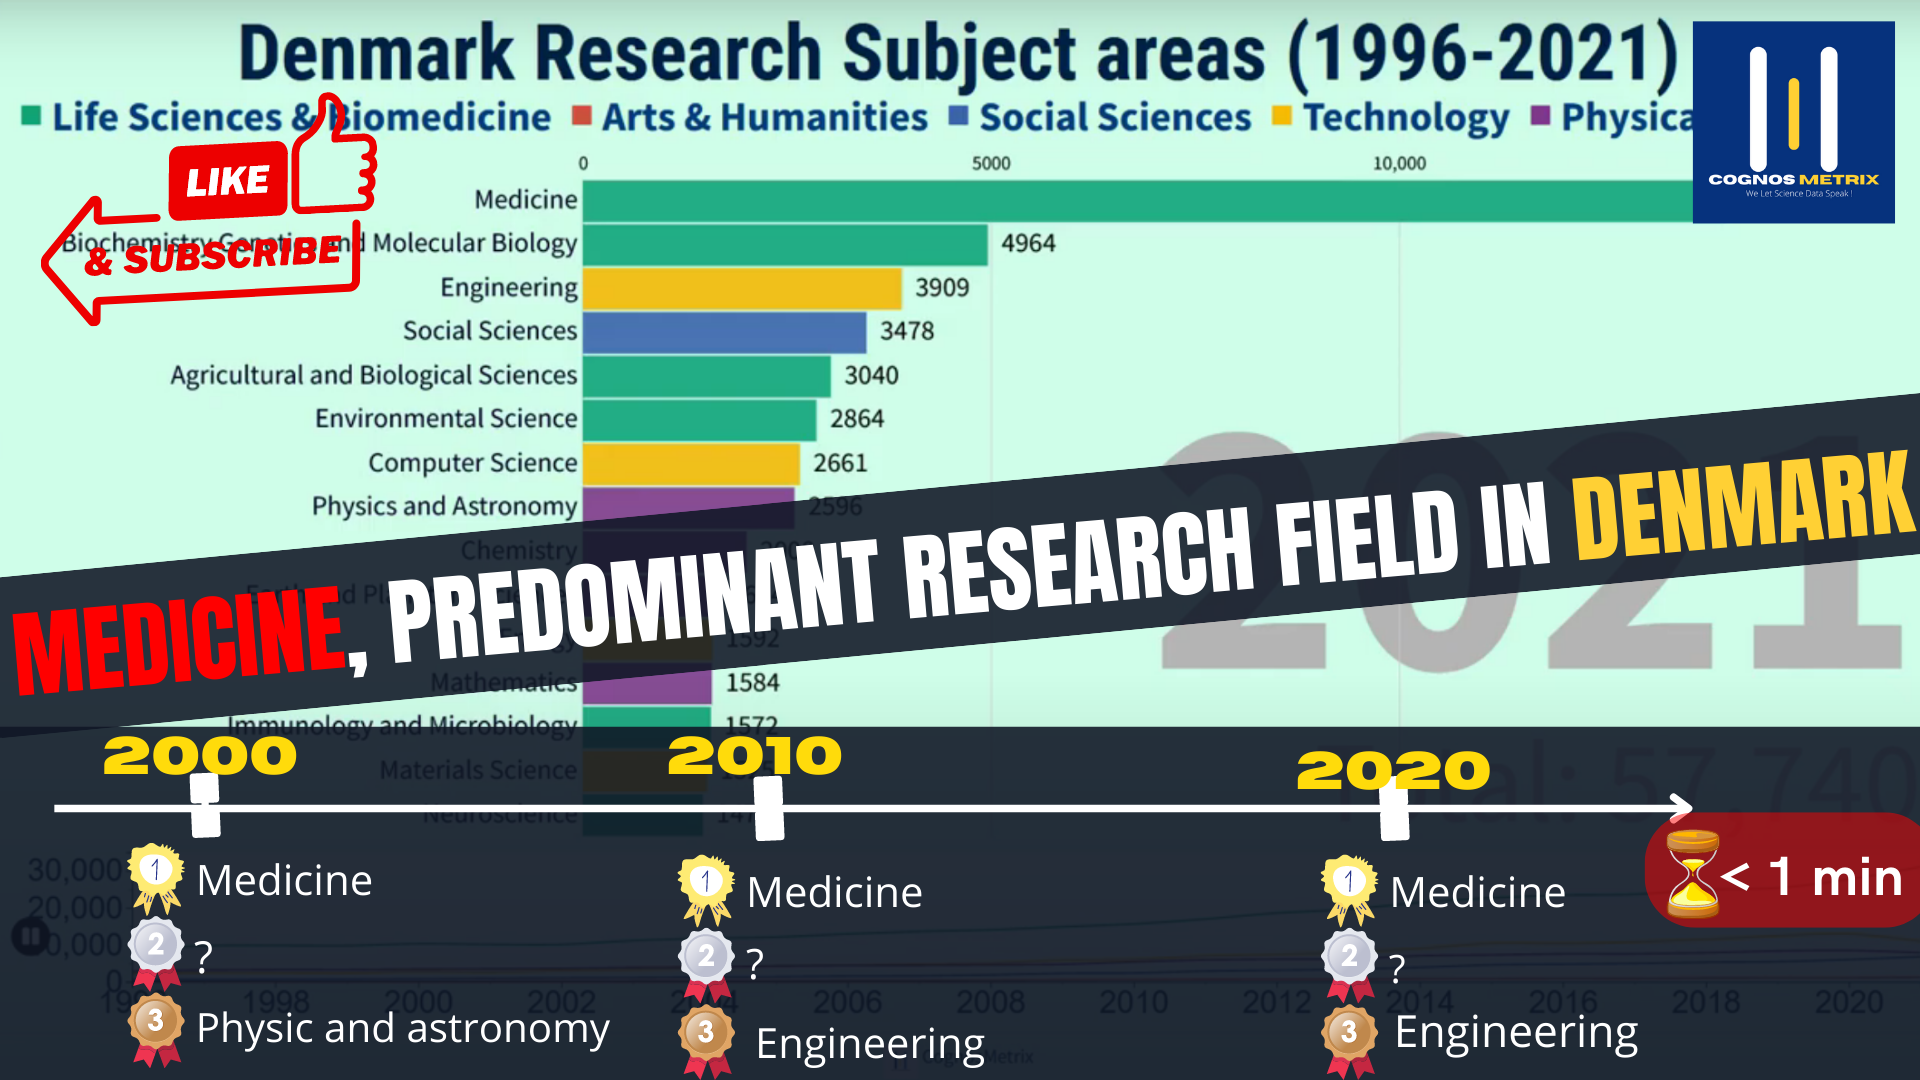 Denmark Research Subject areas (1996-2021)
Life Sciences & Biomedicine Arts & Humanities Social Sciences Technology Physica
COGNOS METRIX
We Let Science Data Speak !
LIKE
& SUBSCRIBE
0 5000 10,000
Medicine
Biochemistry Genetics and Molecular Biology 4964
Engineering 3909
Social Sciences 3478
Agricultural and Biological Sciences 3040
Environmental Science 2864
Computer Science 2661
Physics and Astronomy 2596
Chemistry
1592
Mathematics 1584
Immunology and Microbiology 1572
Materials Science
Neuroscience
2021
Total: 57,740
MEDICINE, PREDOMINANT RESEARCH FIELD IN DENMARK
2000 2010 2020
1 Medicine
2 ?
3 Physic and astronomy
1 Medicine
2 ?
3 Engineering
1 Medicine
2 ?
3 Engineering
< 1 min
30,000
20,000
0
1998 2000 2002 2004 2006 2008 2010 2012 2014 2016 2018 2020